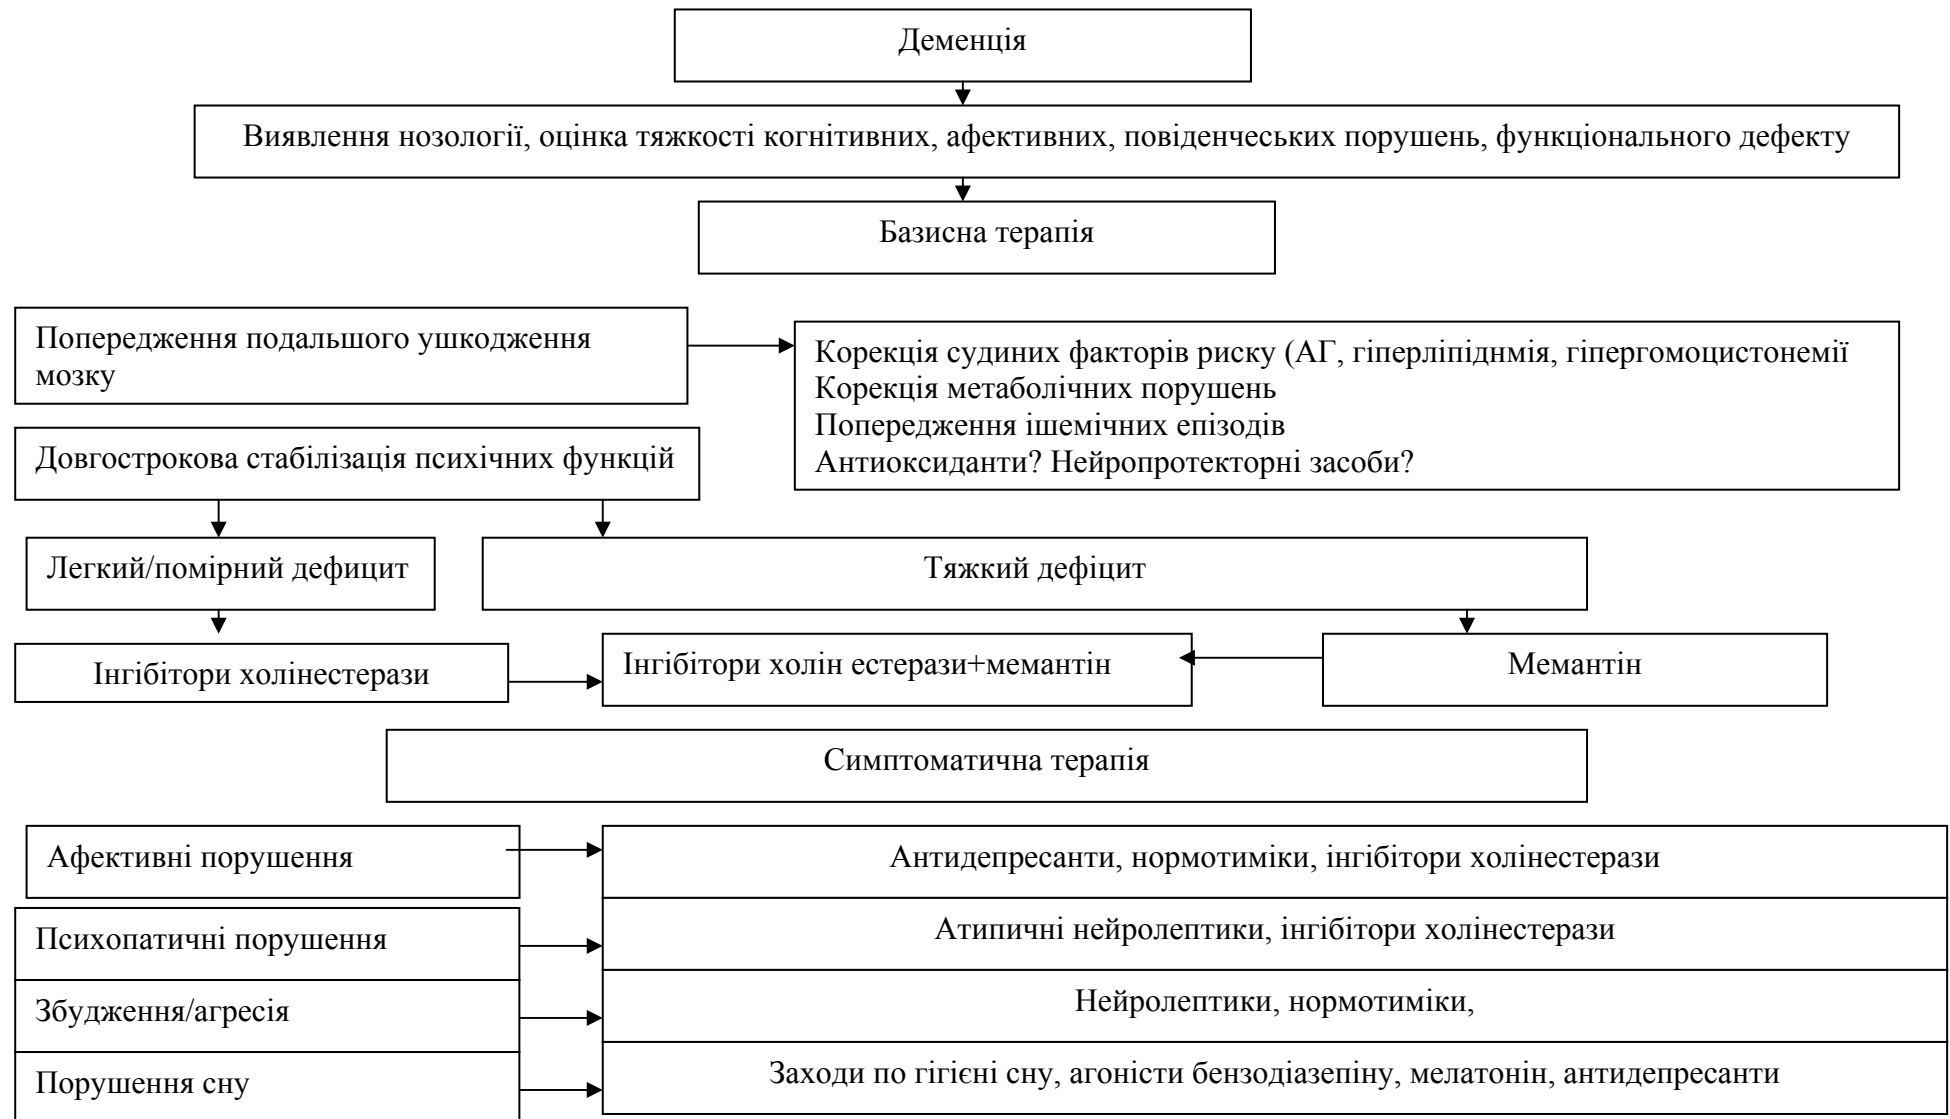 Деменція
Виявлення нозології, оцінка тяжкості когнітивних, афективних, повіденчеських порушень, функціонального дефекту
Базисна терапія
Попередження подальшого ушкодження
мозку
Корекція судиних факторів риску (АГ, гіперліпіднмія, гіпергомоцистонемії
Корекція метаболічних порушень
Попередження ішемічних епізодів
Антиоксиданти? Нейропротекторні засоби?
Довгострокова стабілізація психічних функцій
Легкий/помірний дефицит
Тяжкий дефіцит
Інгібітори холінестерази
Інгібітори холін естерази+мемантін
Мемантін
Симптоматична терапія
Афективні порушення
Антидепресанти, нормотиміки, інгібітори холінестерази
Психопатичні порушення
Атипичні нейролептики, інгібітори холінестерази
Збудження/агресія
Нейролептики, нормотиміки,
Порушення сну
Заходи по гігієні сну, агоністи бензодіазепіну, мелатонін, антидепресанти